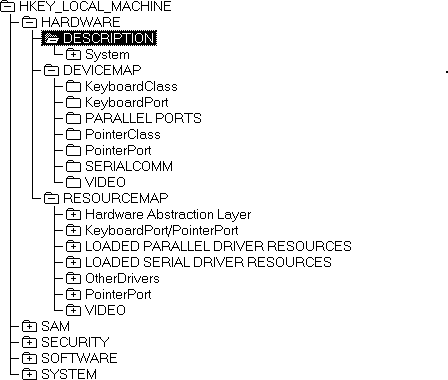 HKEY_LOCAL_MACHINE
HARDWARE
DESCRIPTION
System
DEVICEMAP
KeyboardClass
KeyboardPort
PARALLEL PORTS
PointerClass
PointerPort
SERIALCOMM
VIDEO
RESOURCEMAP
Hardware Abstraction Layer
KeyboardPort/PointerPort
LOADED PARALLEL DRIVER RESOURCES
LOADED SERIAL DRIVER RESOURCES
OtherDrivers
PointerPort
VIDEO
SAM
SECURITY
SOFTWARE
SYSTEM